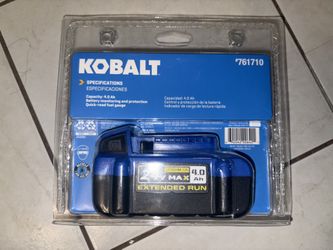 KOBALT
#761710
SPECIFICATIONS
ESPECIFICACIONES
Capacity: 4.0 Ah
Battery monitoring and protection
Quick-read fuel gauge
Capacidad: 4.0 Ah
Control y protección de la batería
Indicador de carga de lectura rápida
V MAX
4.0
Ah
EXTENDED RUN